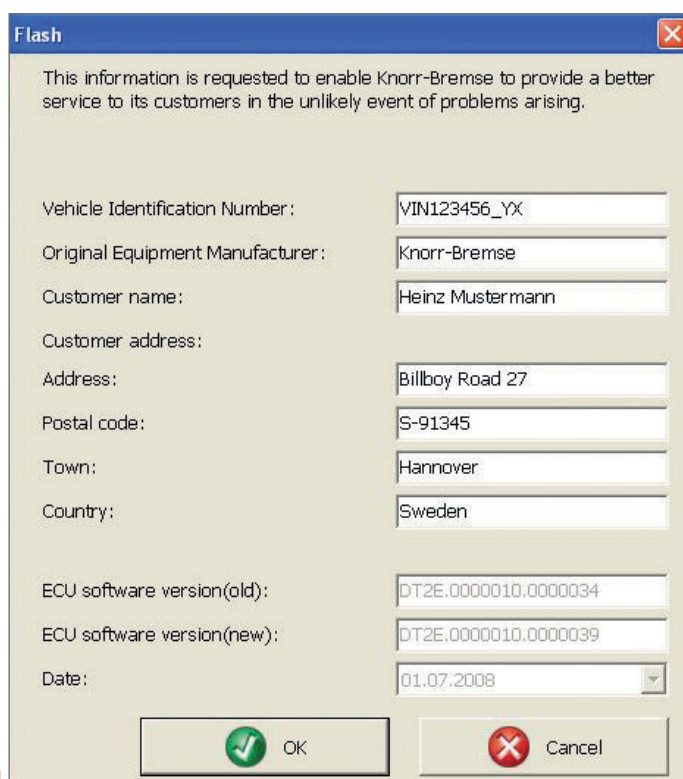 Flash
This information is requested to enable Knorr-Bremse to provide a better
service to its customers in the unlikely event of problems arising.
Vehicle Identification Number: VIN123456_YX
Original Equipment Manufacturer: Knorr-Bremse
Customer name: Heinz Mustermann
Customer address:
Address: Billboy Road 27
Postal code: S-91345
Town: Hannover
Country: Sweden
ECU software version(old): DT2E.0000010.0000034
ECU software version(new): DT2E.0000010.0000039
Date: 01.07.2008
OK Cancel